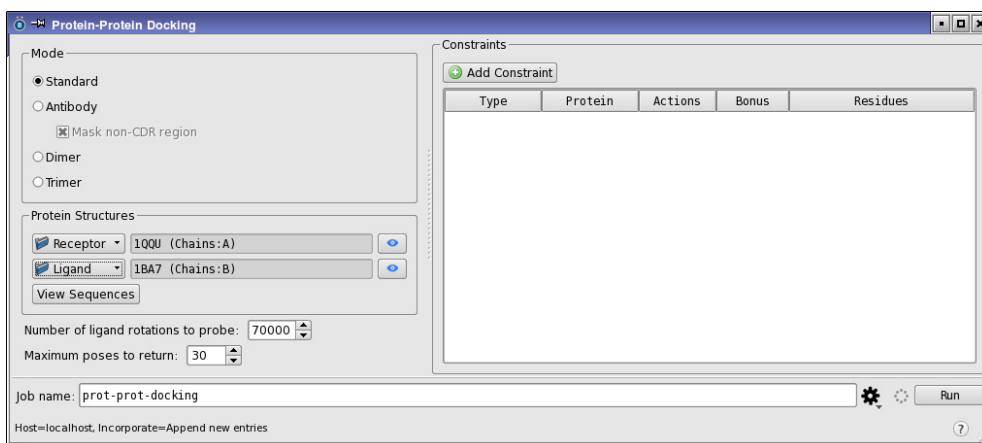 Protein-Protein Docking
Mode
Standard
Antibody
Mask non-CDR region
Dimer
Trimer
Protein Structures
Receptor 1QQU (Chains:A)
Ligand 1BA7 (Chains:B)
View Sequences
Number of ligand rotations to probe: 70000
Maximum poses to return: 30
Constraints
Add Constraint
Type Protein Actions Bonus Residues
Job name: prot-prot-docking Run
Host=localhost, Incorporate=Append new entries ?